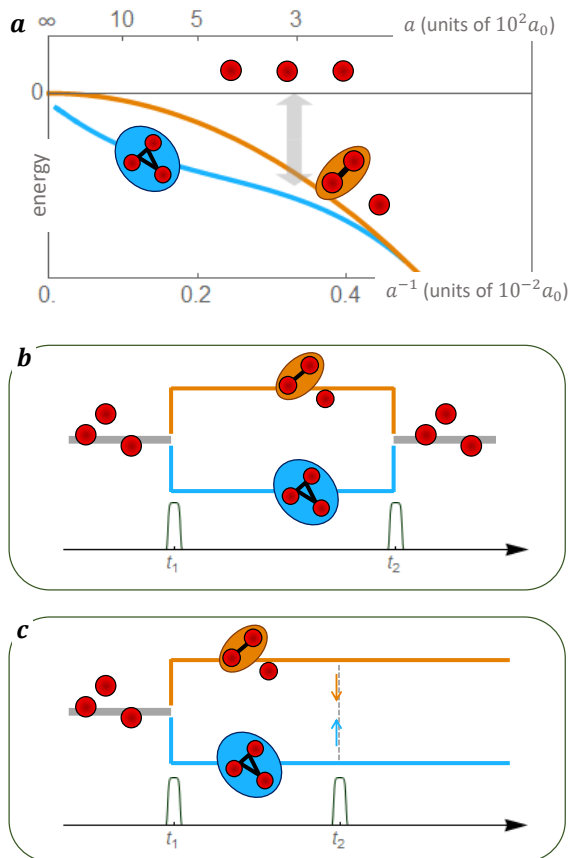 a
∞ 10 5 3 a (units of 10²a₀)
0
energy
0. 0.2 0.4 a⁻¹ (units of 10⁻²a₀)
b
t₁ t₂
c
t₁ t₂